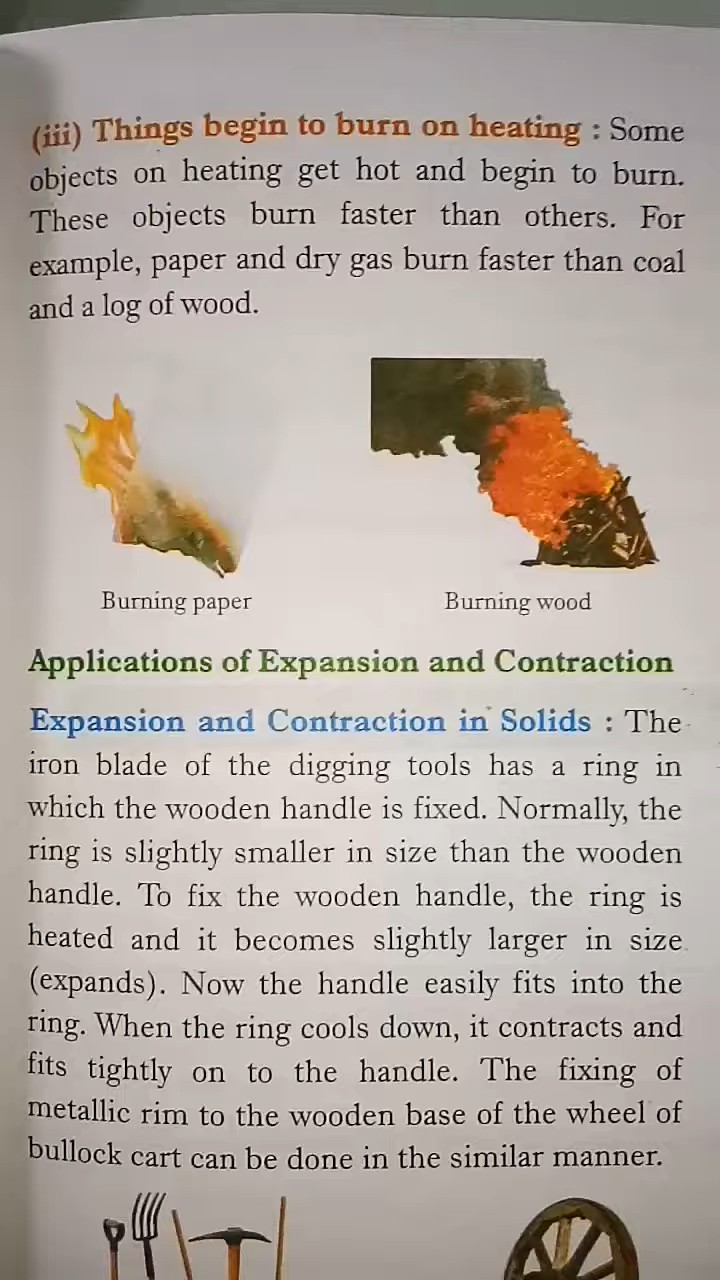 (iii) Things begin to burn on heating : Some
objects on heating get hot and begin to burn.
These objects burn faster than others. For
example, paper and dry gas burn faster than coal
and a log of wood.
Burning paper
Burning wood
Applications of Expansion and Contraction
Expansion and Contraction in Solids : The
iron blade of the digging tools has a ring in
which the wooden handle is fixed. Normally, the
ring is slightly smaller in size than the wooden
handle. To fix the wooden handle, the ring is
heated and it becomes slightly larger in size
(expands). Now the handle easily fits into the
ring. When the ring cools down, it contracts and
fits tightly on to the handle. The fixing of
metallic rim to the wooden base of the wheel of
bullock cart can be done in the similar manner.